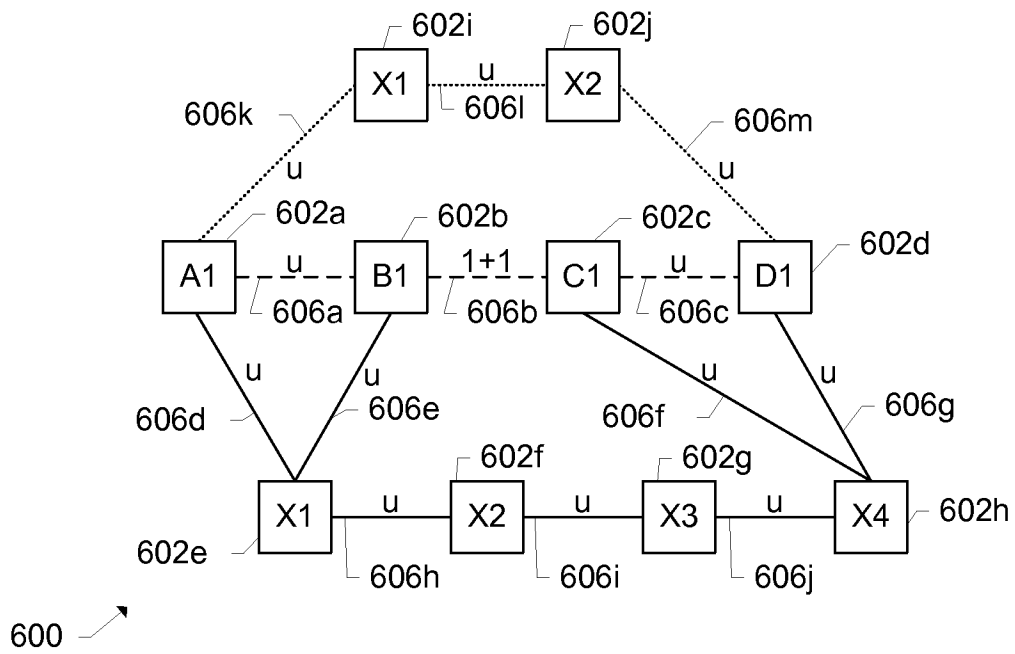 602i 602j
X1 u X2
606k 606l 606m
u u
602a 602b 602c 602d
A1 u B1 1+1 C1 u D1
606a 606b 606c
u u u u
606d 606e 606f 606g
602f 602g
X1 u X2 u X3 u X4
602e 602h
606h 606i 606j
600